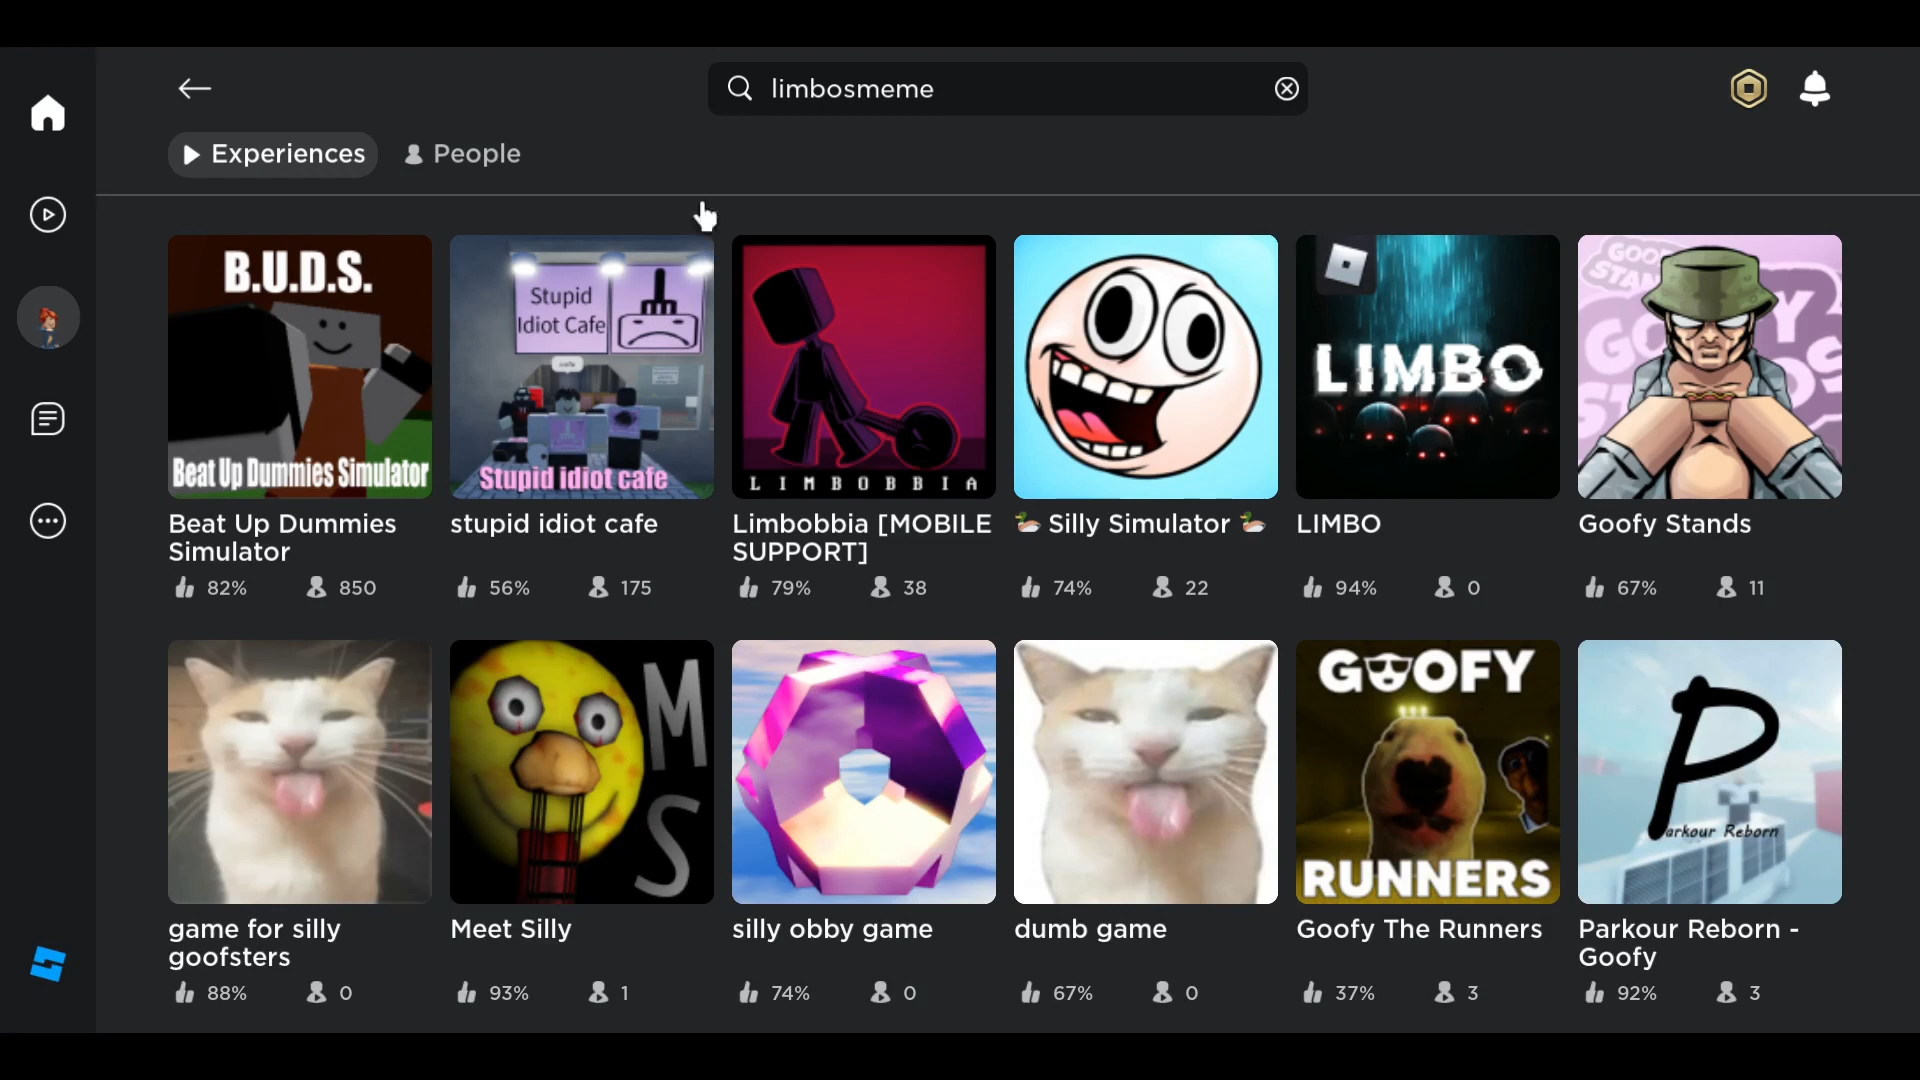 limbosmeme
Experiences
People
B.U.D.S.
Beat Up Dummies Simulator
Stupid
Idiot Cafe
Stupid idiot cafe
LIMBOBBIA
LIMBO
GOOFY
STANDS
Beat Up Dummies
Simulator
stupid idiot cafe
Limbobbia [MOBILE
SUPPORT]
🦆 Silly Simulator 🦆
LIMBO
Goofy Stands
82% 850
56% 175
79% 38
74% 22
94% 0
67% 11
MS
GOOFY
RUNNERS
P
arkour Reborn
game for silly
goofsters
Meet Silly
silly obby game
dumb game
Goofy The Runners
Parkour Reborn -
Goofy
88% 0
93% 1
74% 0
67% 0
37% 3
92% 3